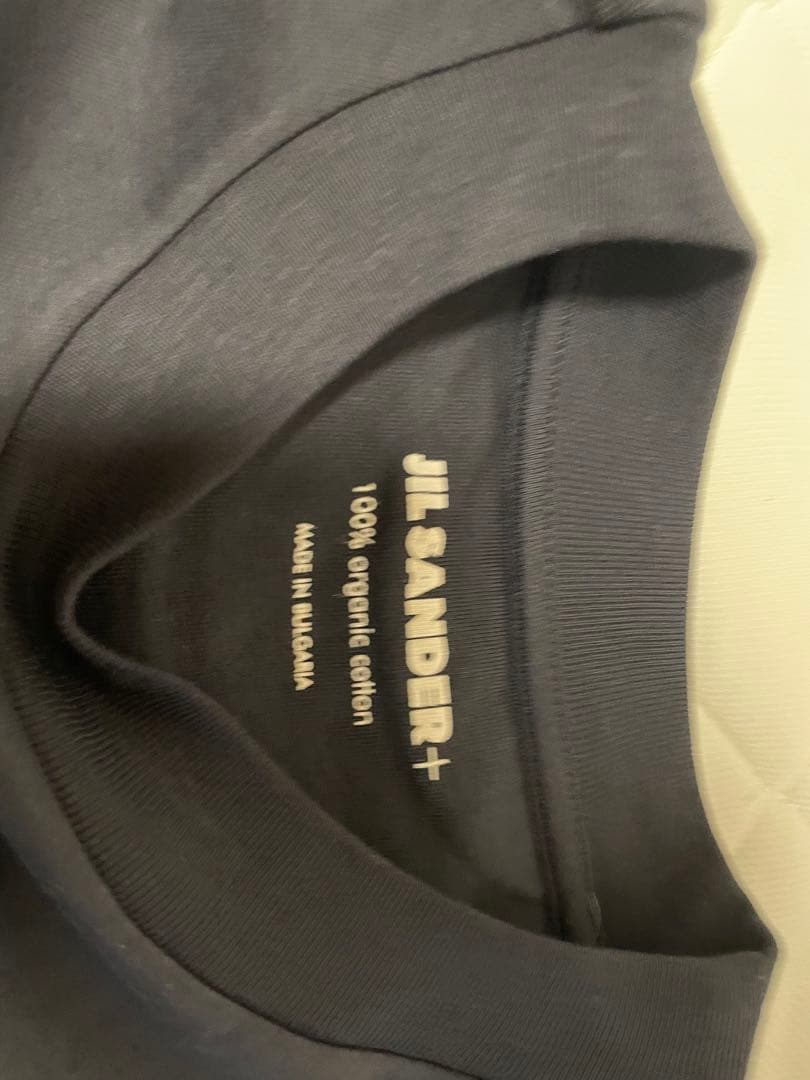 JIL SANDER+
100% organic cotton
MADE IN BULGARIA